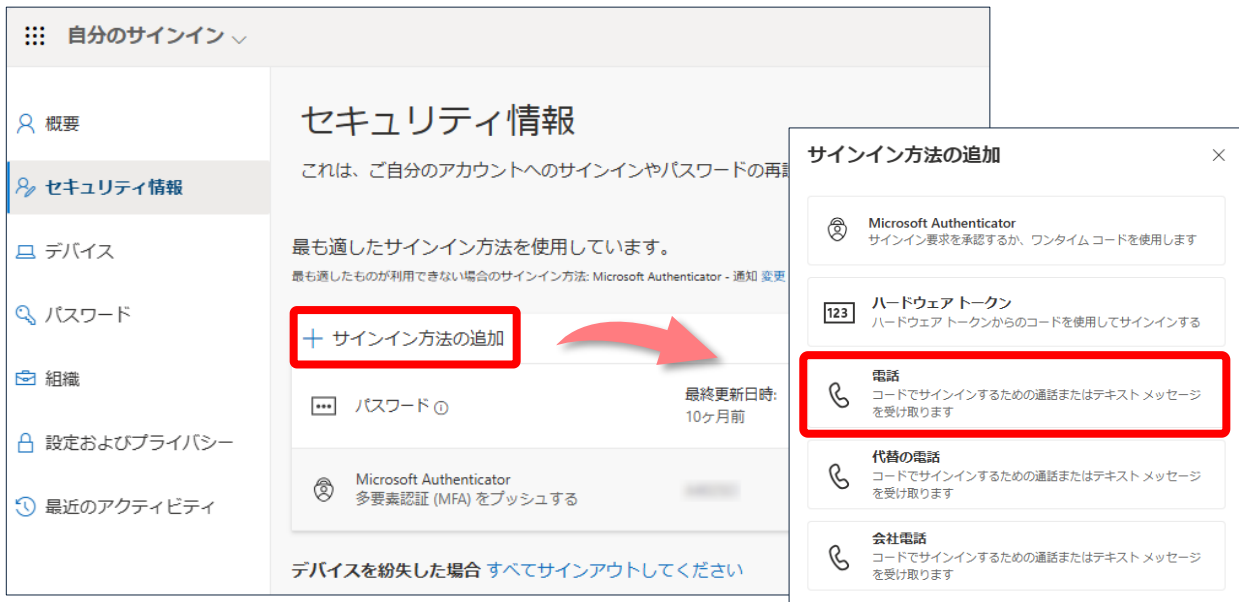 自分のサインイン
概要
セキュリティ情報
デバイス
パスワード
組織
設定およびプライバシー
最近のアクティビティ
セキュリティ情報
これは、ご自分のアカウントへのサインインやパスワードの再
最も適したサインイン方法を使用しています。
最も適したものが利用できない場合のサインイン方法: Microsoft Authenticator - 通知 変更
サインイン方法の追加
パスワード
最終更新日時:
10ヶ月前
Microsoft Authenticator
多要素認証 (MFA) をプッシュする
デバイスを紛失した場合 すべてサインアウトしてください
サインイン方法の追加
Microsoft Authenticator
サインイン要求を承認するか、ワンタイム コードを使用します
123
ハードウェア トークン
ハードウェア トークンからのコードを使用してサインインする
電話
コードでサインインするための通話またはテキスト メッセージ
を受け取ります
代替の電話
コードでサインインするための通話またはテキスト メッセージ
を受け取ります
会社電話
コードでサインインするための通話またはテキスト メッセージ
を受け取ります